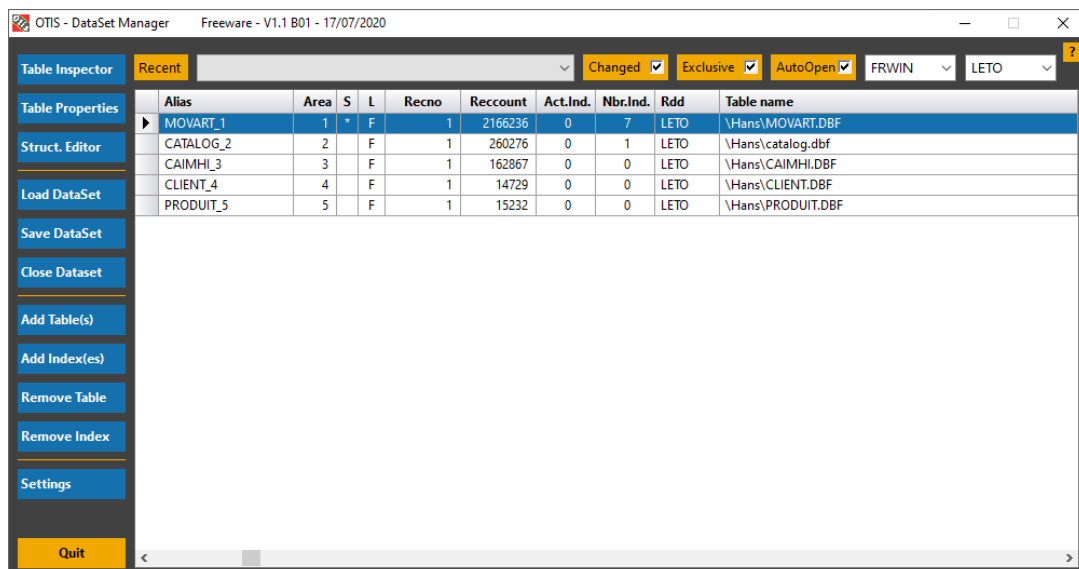 OTIS - DataSet Manager Freeware - V1.1 B01 - 17/07/2020
?
Table Inspector Recent Changed Exclusive AutoOpen FRWIN LETO
Table Properties
Struct. Editor
Load DataSet
Save DataSet
Close Dataset
Add Table(s)
Add Index(es)
Remove Table
Remove Index
Settings
Quit
Alias Area S L Recno Reccount Act.Ind. Nbr.Ind. Rdd Table name
MOVART_1 1 * F 1 2166236 0 7 LETO \Hans\MOVART.DBF
CATALOG_2 2 F 1 260276 0 1 LETO \Hans\catalog.dbf
CAIMHI_3 3 F 1 162867 0 0 LETO \Hans\CAIMHI.DBF
CLIENT_4 4 F 1 14729 0 0 LETO \Hans\CLIENT.DBF
PRODUIT_5 5 F 1 15232 0 0 LETO \Hans\PRODUIT.DBF